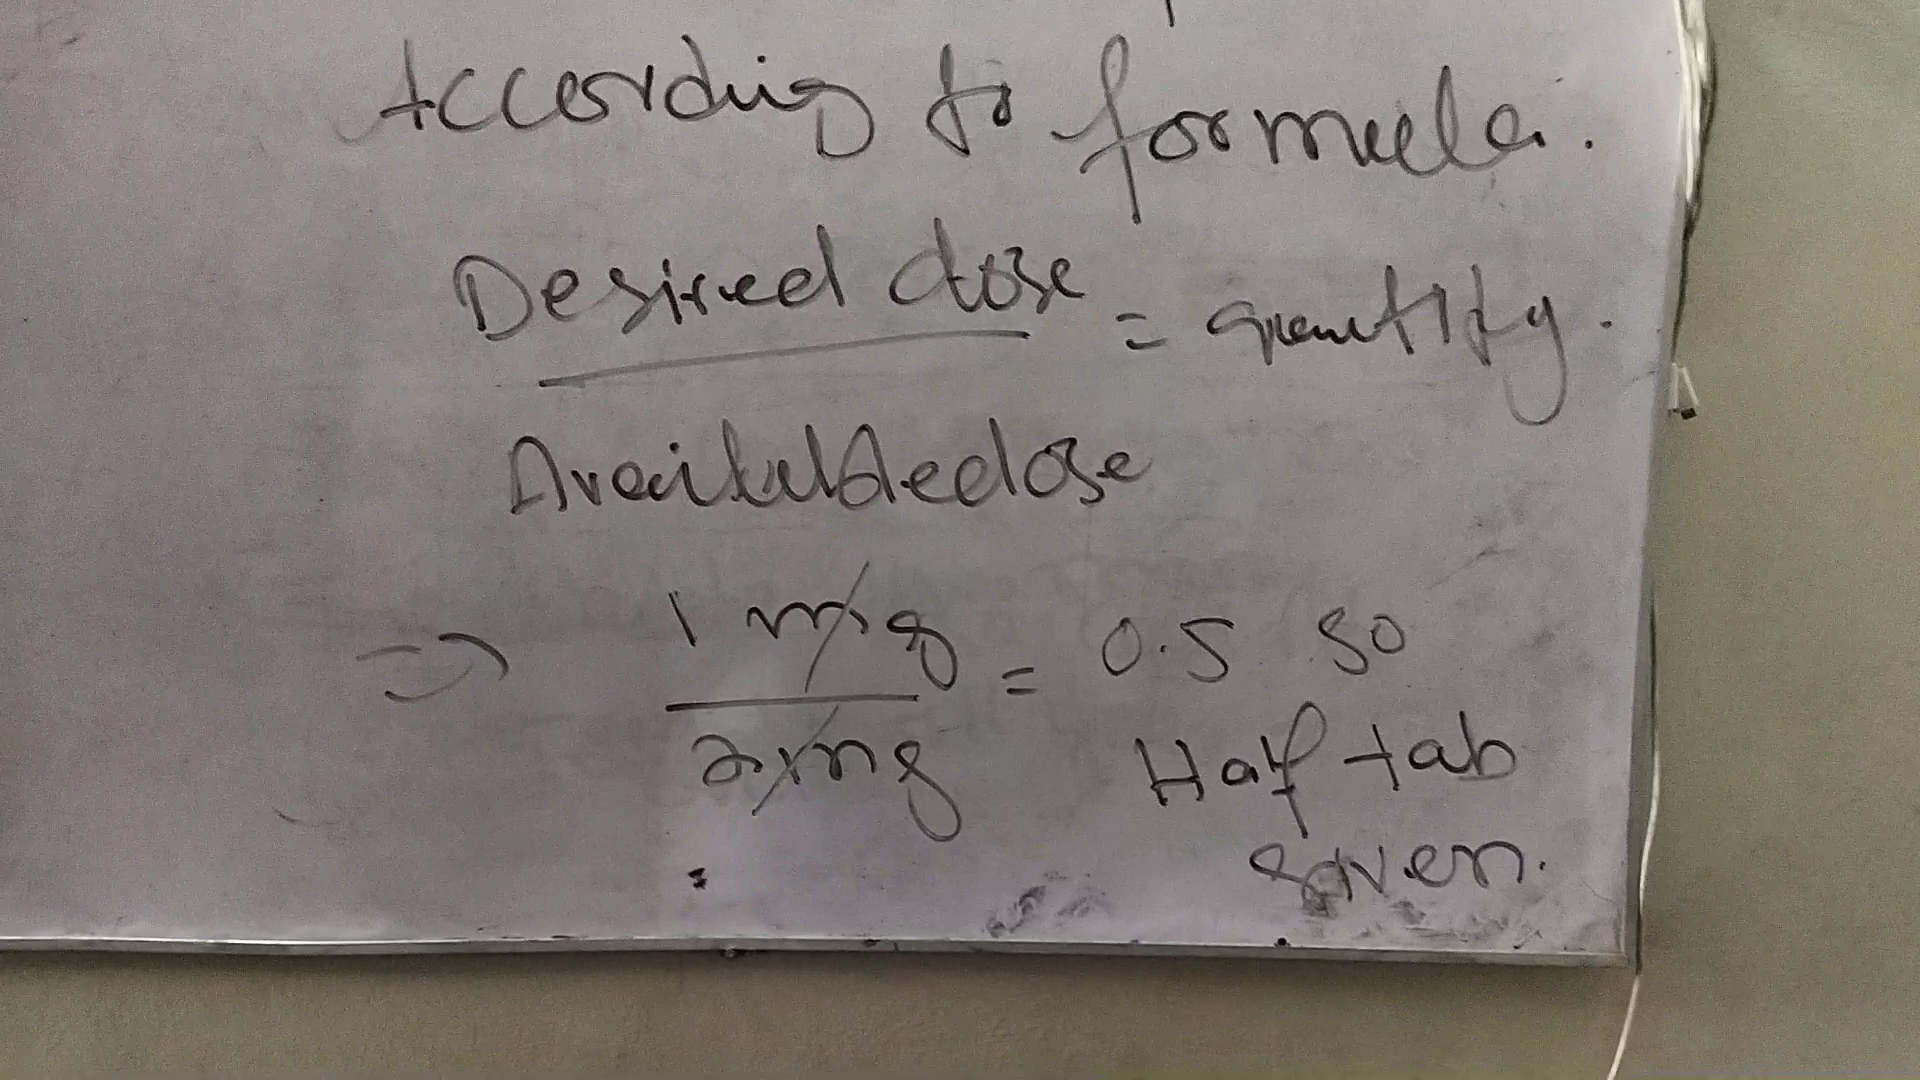 According to formula.
Desired dose = quantity.
Available dose
=> 1 mg = 0.5 so
2 mg Half tab
given.